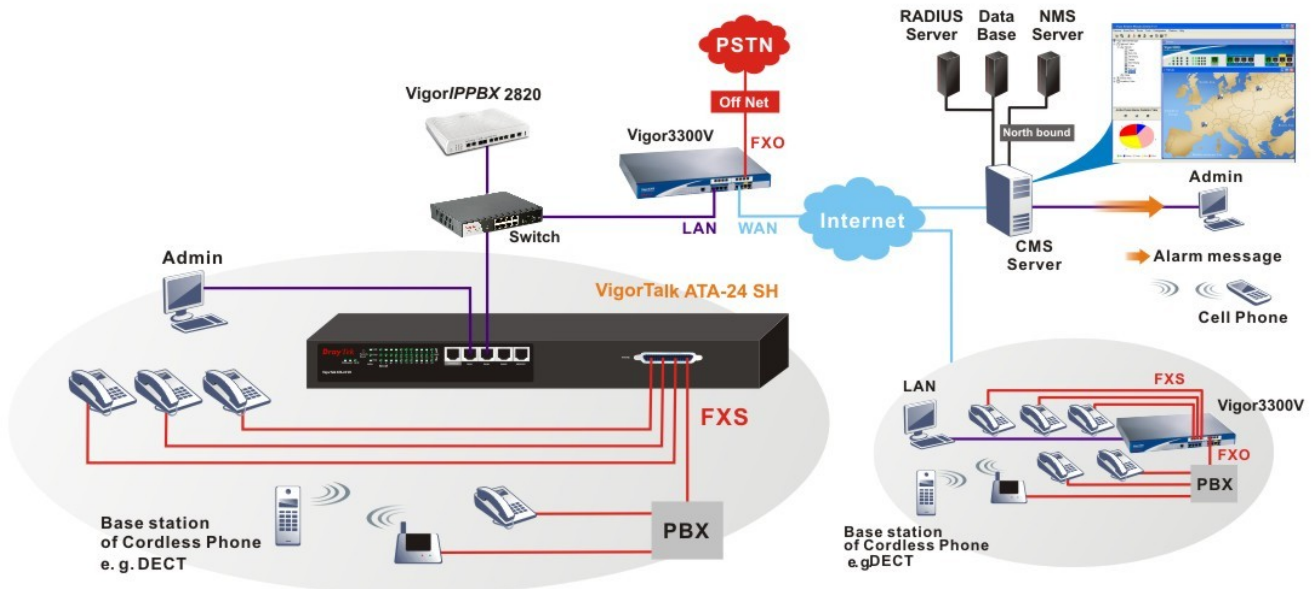 RADIUS Server
Data Base
NMS Server
PSTN
Off Net
FXO
VigorIPPBX 2820
Vigor3300V
North bound
LAN
WAN
Internet
Switch
CMS Server
Admin
Alarm message
Cell Phone
Admin
VigorTalk ATA-24 SH
DrayTek
FXS
Base station
of Cordless Phone
e. g. DECT
PBX
LAN
FXS
Vigor3300V
FXO
PBX
Base station
of Cordless Phone
e.gDECT